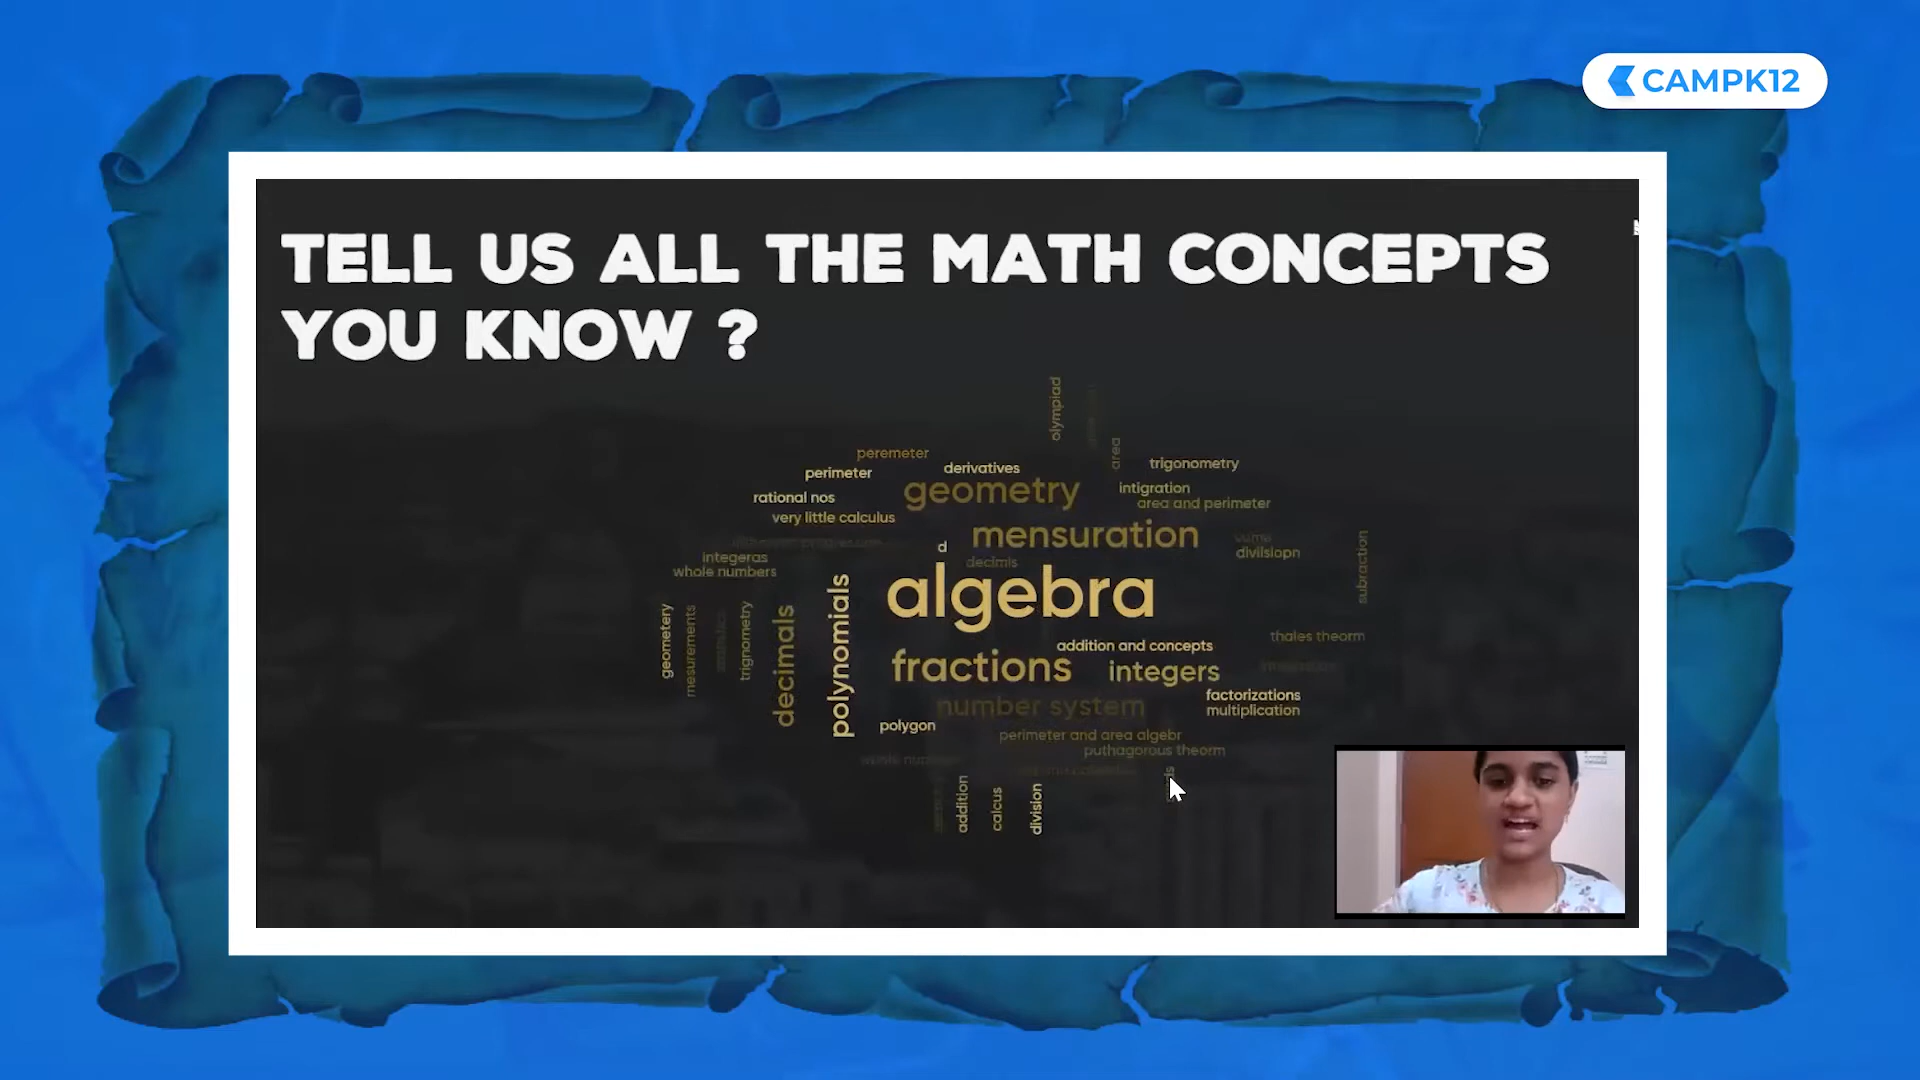 CAMPK12
TELL US ALL THE MATH CONCEPTS
YOU KNOW ?
olympiad
area
peremeter
perimeter
derivatives
trigonometry
rational nos
geometry
intigration
area and perimeter
very little calculus
mensuration
d
decimls
diviisiopn
subraction
integeras
whole numbers
algebra
geometery
mesurements
trignometry
decimals
polynomials
addition and concepts
thales theorm
fractions
integers
factorizations
multiplication
number system
polygon
perimeter and area algebr
puthagorous theorm
addition
calcus
division